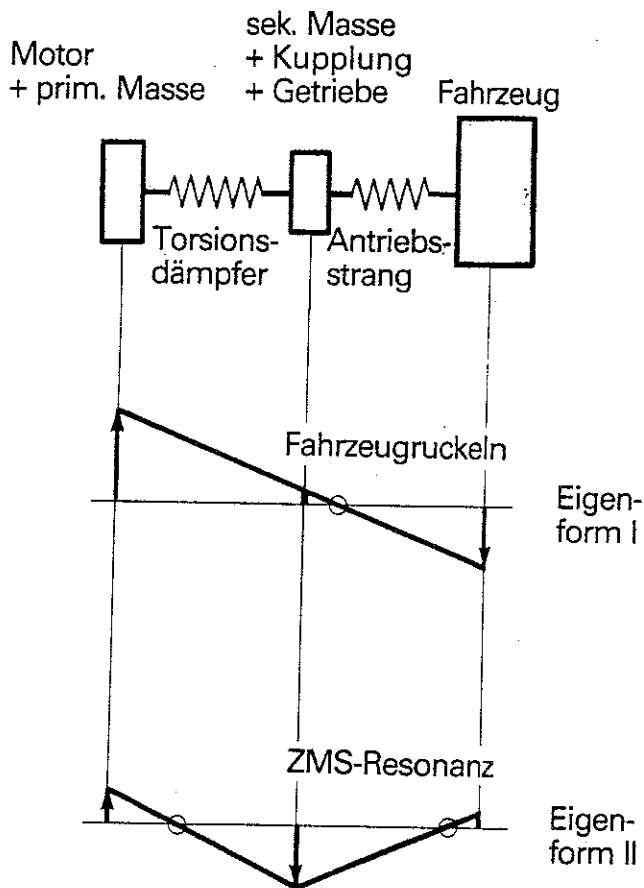 Motor
+ prim. Masse
sek. Masse
+ Kupplung
+ Getriebe
Fahrzeug
Torsions-
dämpfer
Antriebs-
strang
Fahrzeugruckeln
Eigen-
form I
ZMS-Resonanz
Eigen-
form II